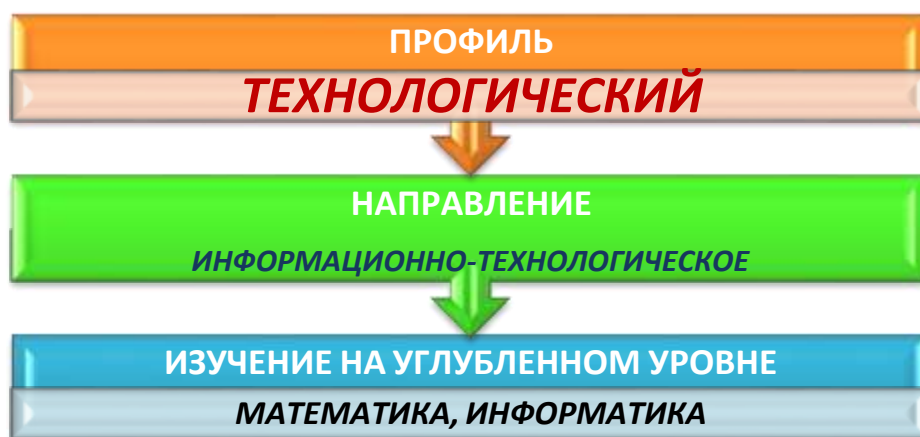 ПРОФИЛЬ
ТЕХНОЛОГИЧЕСКИЙ
НАПРАВЛЕНИЕ
ИНФОРМАЦИОННО-ТЕХНОЛОГИЧЕСКОЕ
ИЗУЧЕНИЕ НА УГЛУБЛЕННОМ УРОВНЕ
МАТЕМАТИКА, ИНФОРМАТИКА